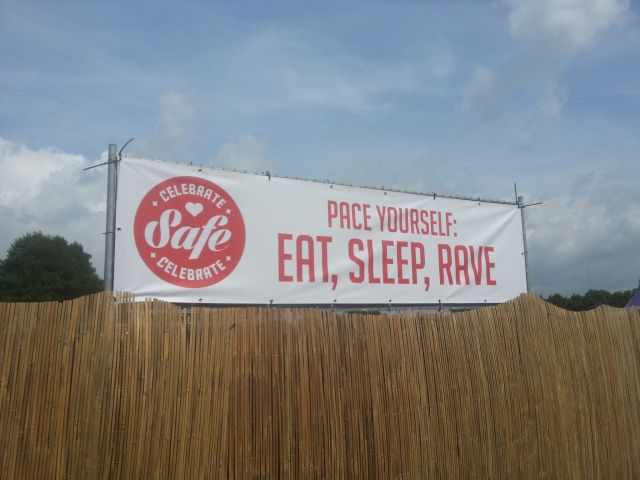 CELEBRATE
Safe
CELEBRATE
PACE YOURSELF:
EAT, SLEEP, RAVE